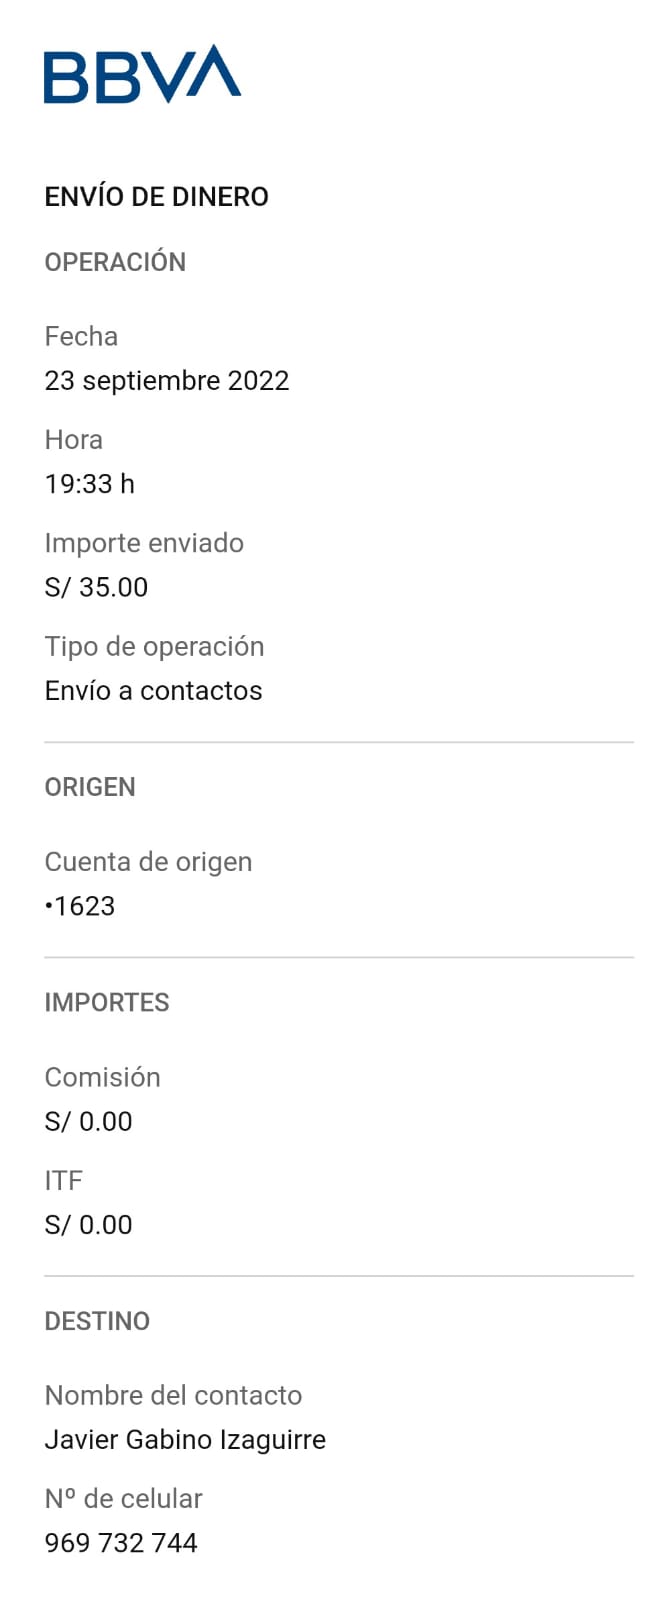 BBVA
ENVÍO DE DINERO
OPERACIÓN
Fecha
23 septiembre 2022
Hora
19:33 h
Importe enviado
S/ 35.00
Tipo de operación
Envío a contactos
ORIGEN
Cuenta de origen
•1623
IMPORTES
Comisión
S/ 0.00
ITF
S/ 0.00
DESTINO
Nombre del contacto
Javier Gabino Izaguirre
Nº de celular
969 732 744